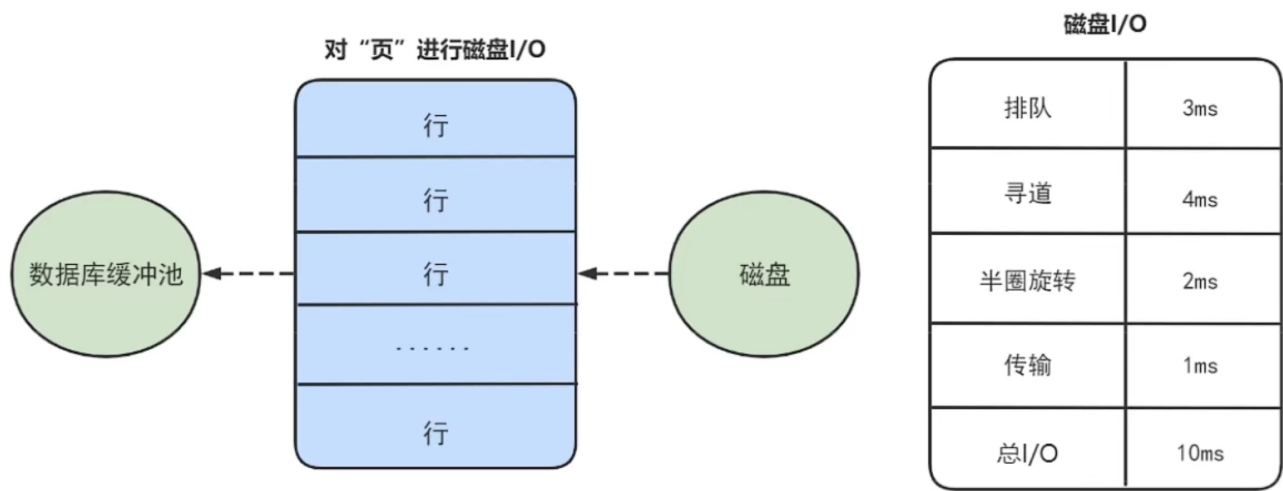 对“页”进行磁盘I/O
行
行
数据库缓冲池
行
磁盘
······
行
磁盘I/O
排队 3ms
寻道 4ms
半圈旋转 2ms
传输 1ms
总I/O 10ms